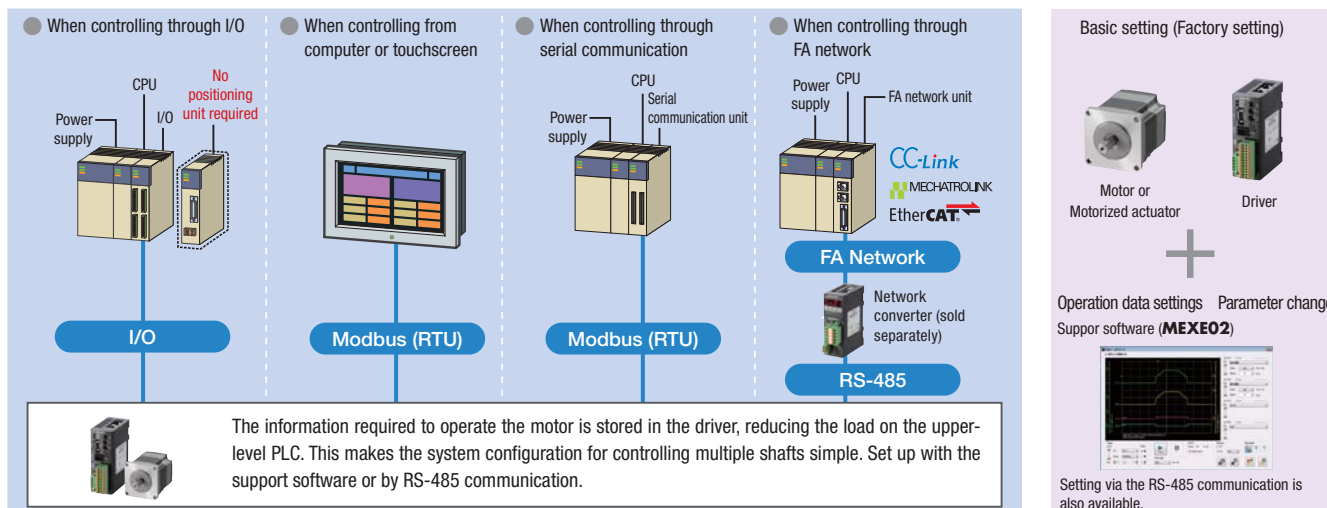 When controlling through I/O
CPU
No
positioning
unit required
Power
supply
I/O
I/O
When controlling from
computer or touchscreen
Modbus (RTU)
When controlling through
serial communication
CPU
Serial
communication unit
Power
supply
Modbus (RTU)
When controlling through
FA network
Power
supply
CPU
FA network unit
CC-Link
MECHATROLINK
EtherCAT®
FA Network
Network
converter (sold
separately)
RS-485
The information required to operate the motor is stored in the driver, reducing the load on the upper-
level PLC. This makes the system configuration for controlling multiple shafts simple. Set up with the
support software or by RS-485 communication.
Basic setting (Factory setting)
Motor or
Motorized actuator
Driver
Operation data settings Parameter change
Suppor software (MEXE02)
Setting via the RS-485 communication is
also available.